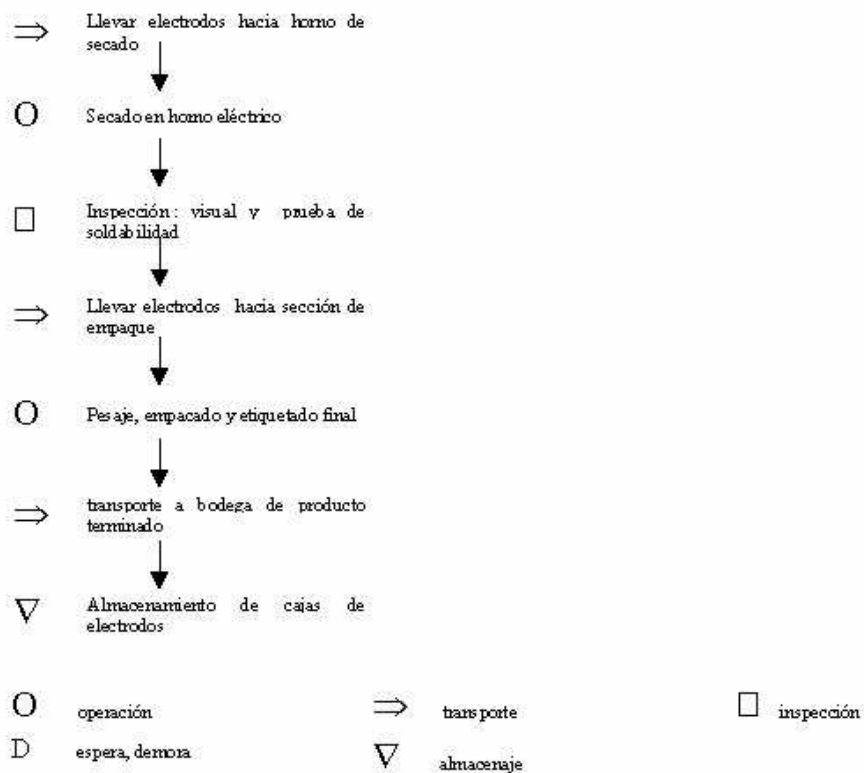 ⇒ Llevar electrodos hacia horno de
secado
O Secado en horno eléctrico
□ Inspección: visual y prueba de
soldabilidad
⇒ Llevar electrodos hacia sección de
empaque
O Pesaje, empacado y etiquetado final
⇒ transporte a bodega de producto
terminado
∇ Almacenamiento de cajas de
electrodos
O operación ⇒ transporte □ inspección
D espera, demora ∇ almacenaje